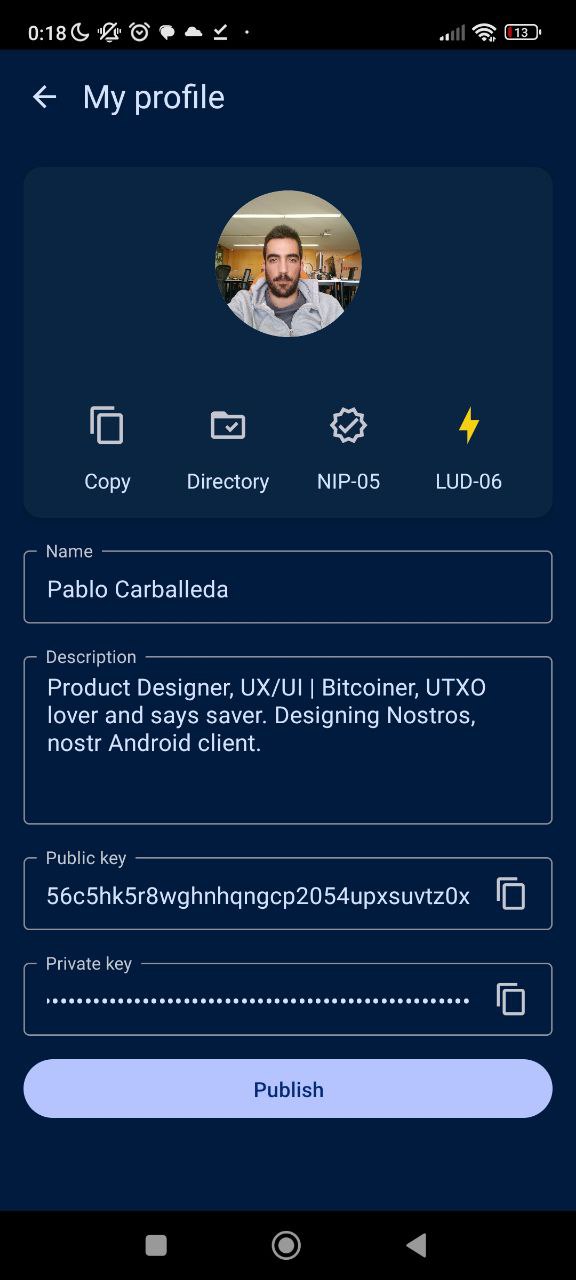 0:18
13
My profile
Copy
Directory
NIP-05
LUD-06
Name
Pablo Carballeda
Description
Product Designer, UX/UI | Bitcoiner, UTXO
lover and says saver. Designing Nostros,
nostr Android client.
Public key
56c5hk5r8wghnhqngcp2054upxsuvtz0x
Private key
Publish